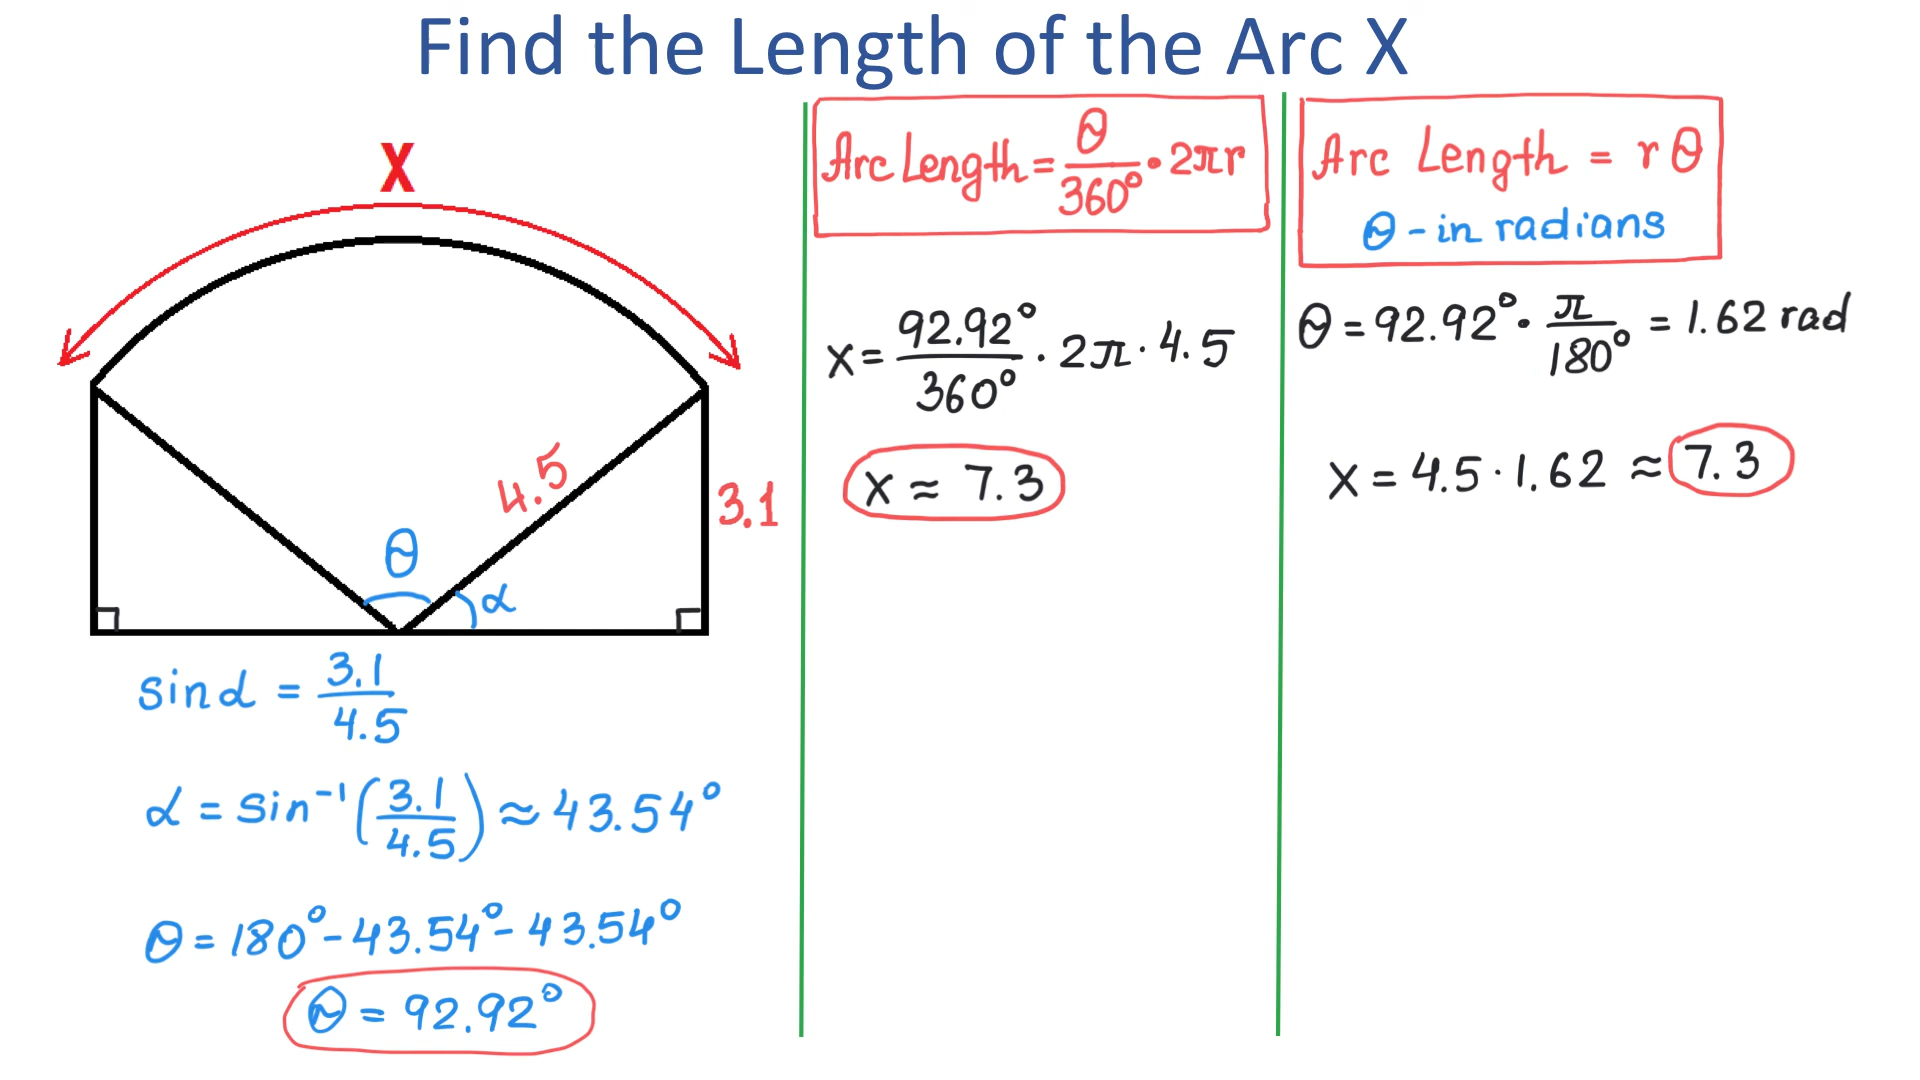 Find the Length of the Arc X
X
θ
4.5
α
3.1
sin α = 3.1/4.5
α = sin⁻¹(3.1/4.5) ≈ 43.54°
θ = 180° - 43.54° - 43.54°
θ = 92.92°
Arc Length = θ/360° · 2πr
x = 92.92°/360° · 2π · 4.5
x ≈ 7.3
Arc Length = r θ
θ - in radians
θ = 92.92° · π/180° = 1.62 rad
x = 4.5 · 1.62 ≈ 7.3